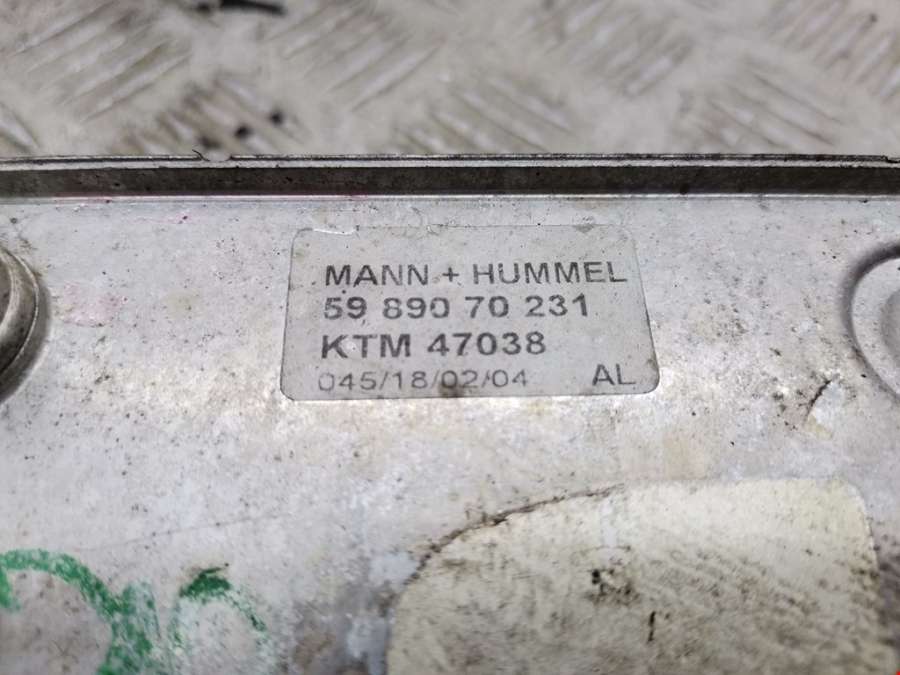 MANN + HUMMEL
59 890 70 231
KTM 47038
045/18/02/04 AL